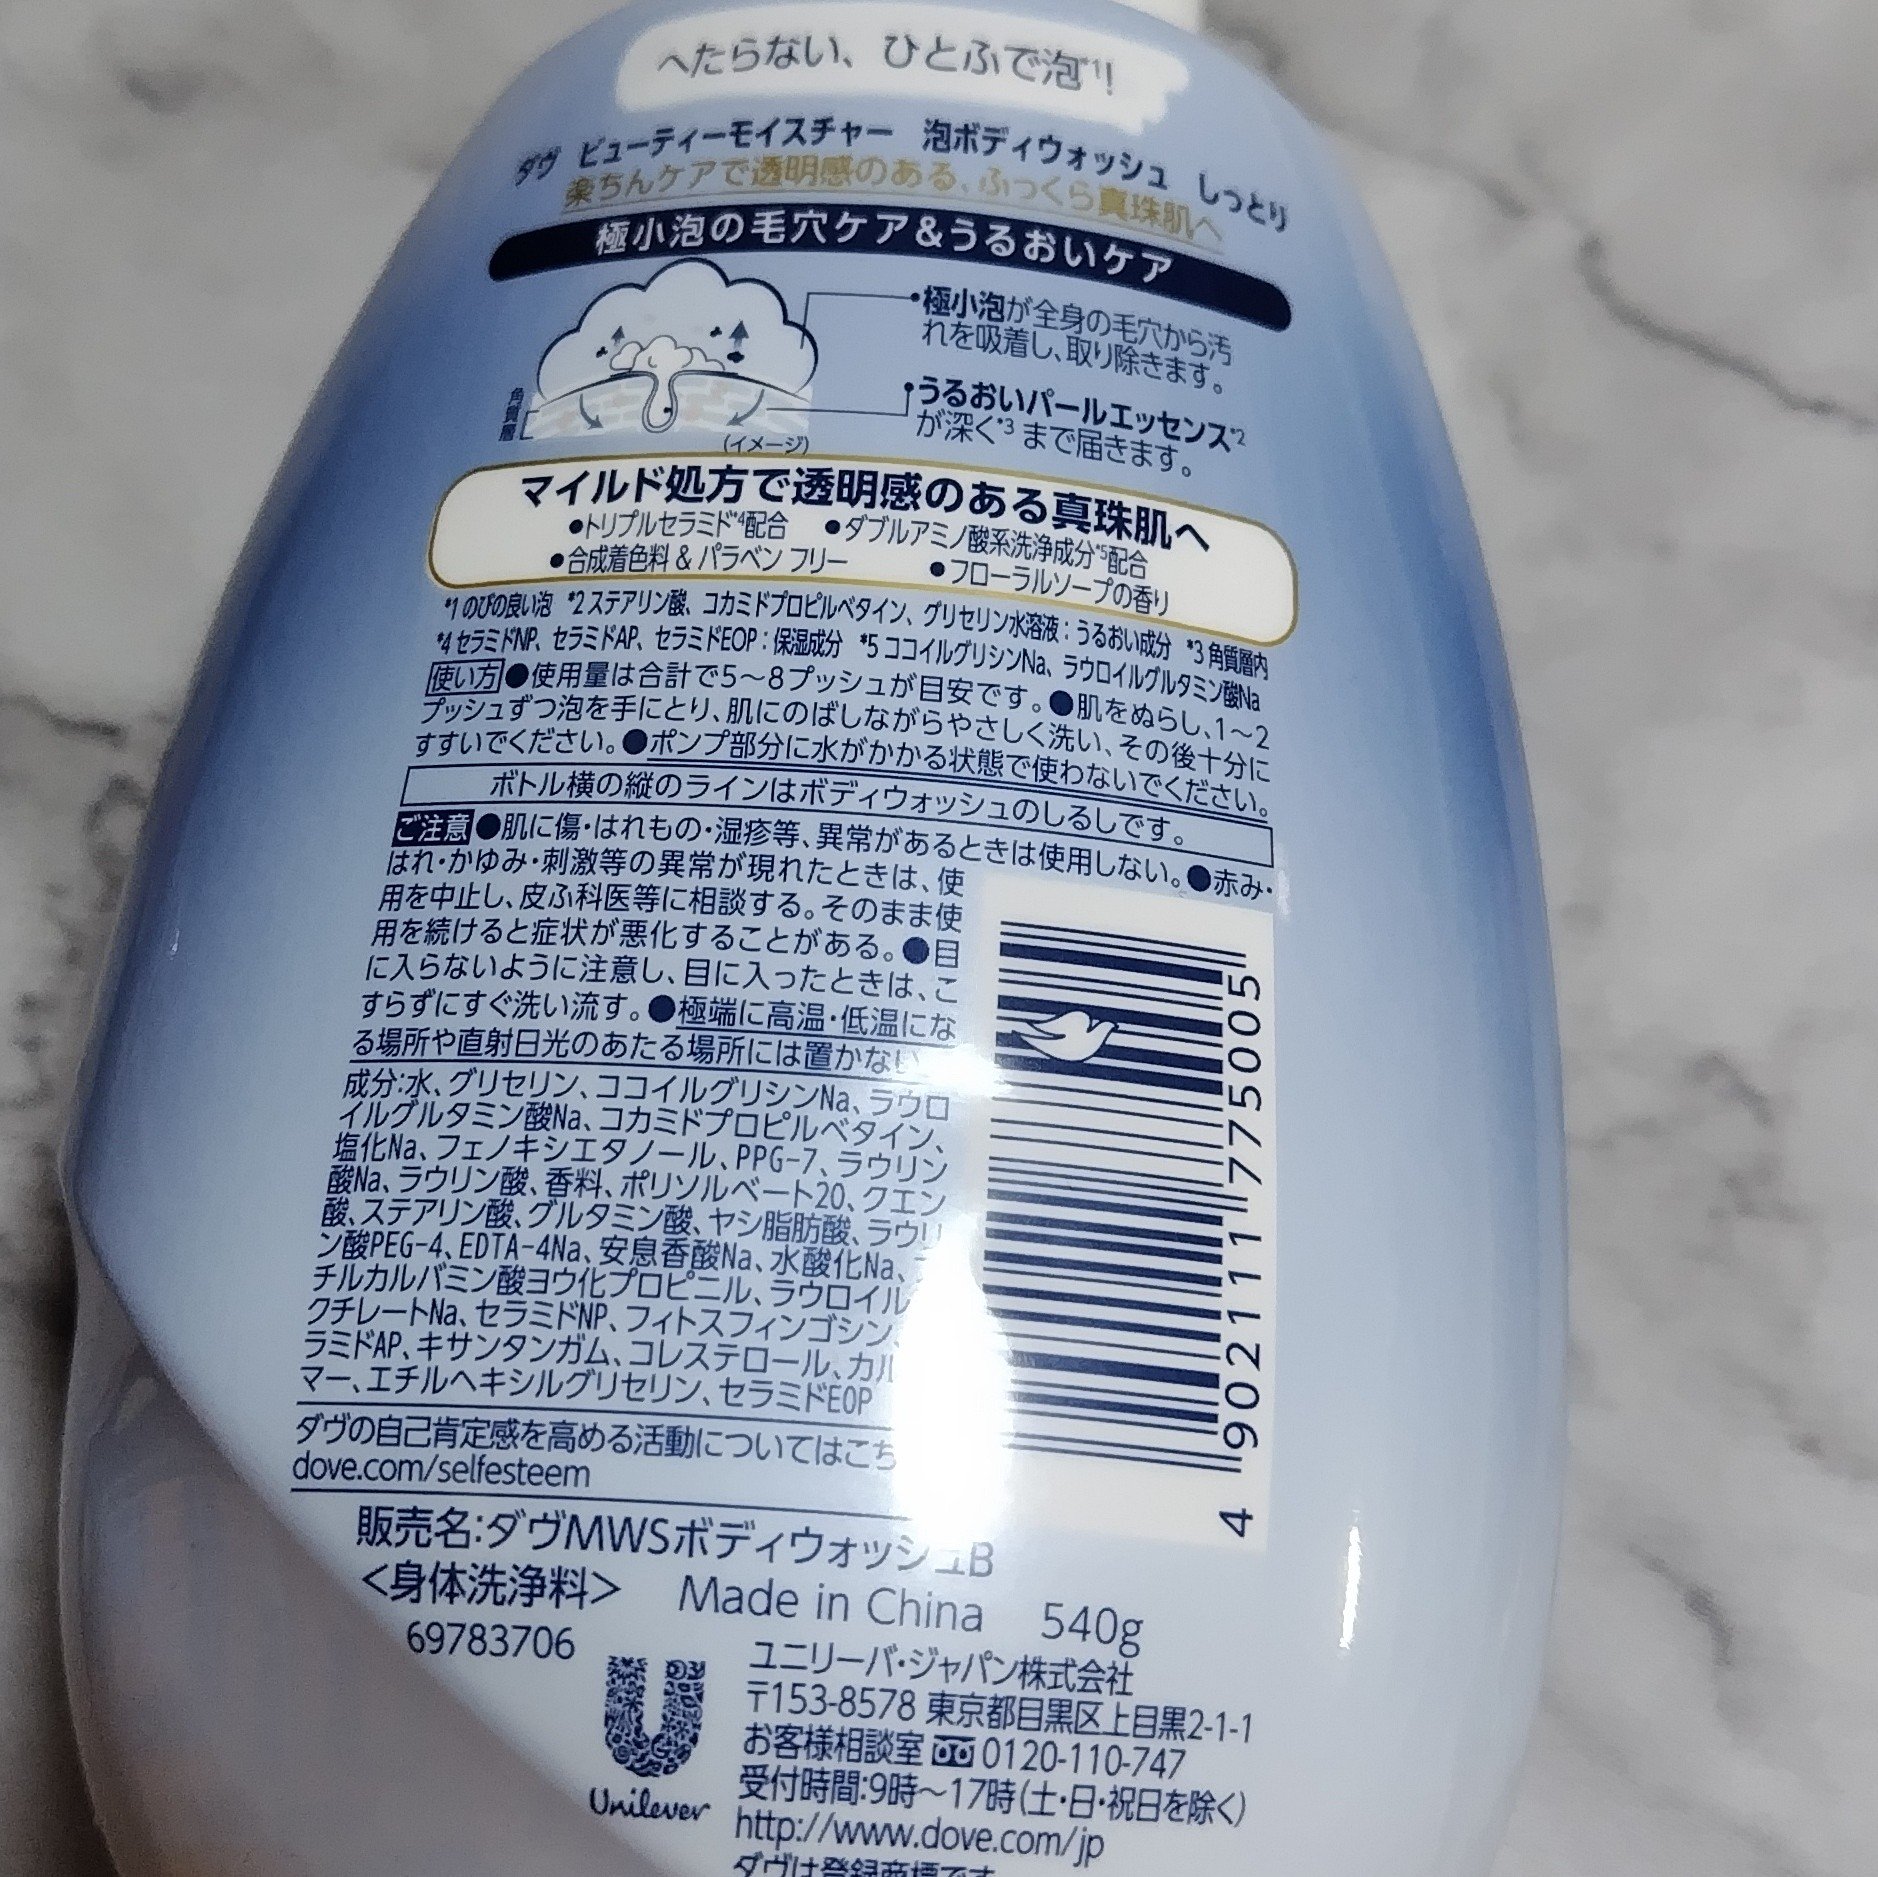 へたらない、ひとふで泡*1!
ダヴ ビューティーモイスチャー 泡ボディウォッシュ しっとり
楽ちんケアで透明感のある、ふっくら真珠肌へ
極小泡の毛穴ケア&うるおいケア
極小泡が全身の毛穴から汚
れを吸着し、取り除きます。
角質層
うるおいパールエッセンス*2
が深く*3まで届きます。
(イメージ)
マイルド処方で透明感のある真珠肌へ
●トリプルセラミド*4配合 ●ダブルアミノ酸系洗浄成分*5配合
●合成着色料 & パラベン フリー ●フローラルソープの香り
*1 のびの良い泡 *2 ステアリン酸、コカミドプロピルベタイン、グリセリン水溶液：うるおい成分 *3 角質層内
*4 セラミドNP、セラミドAP、セラミドEOP：保湿成分 *5 ココイルグリシンNa、ラウロイルグルタミン酸Na
使い方●使用量は合計で5～8プッシュが目安です。●肌をぬらし、1～2
プッシュずつ泡を手にとり、肌にのばしながらやさしく洗い、その後十分に
すすいでください。●ポンプ部分に水がかかる状態で使わないでください。
ボトル横の縦のラインはボディウォッシュのしるしです。
ご注意●肌に傷・はれもの・湿疹等、異常があるときは使用しない。●赤み・
はれ・かゆみ・刺激等の異常が現れたときは、使
用を中止し、皮ふ科医等に相談する。そのまま使
用を続けると症状が悪化することがある。●目
に入らないように注意し、目に入ったときは、こ
すらずにすぐ洗い流す。●極端に高温・低温にな
る場所や直射日光のあたる場所には置かない
成分：水、グリセリン、ココイルグリシンNa、ラウロ
イルグルタミン酸Na、コカミドプロピルベタイン、
塩化Na、フェノキシエタノール、PPG-7、ラウリン
酸Na、ラウリン酸、香料、ポリソルベート20、クエン
酸、ステアリン酸、グルタミン酸、ヤシ脂肪酸、ラウリ
ン酸PEG-4、EDTA-4Na、安息香酸Na、水酸化Na、
チルカルバミン酸ヨウ化プロピニル、ラウロイル
クチレートNa、セラミドNP、フィトスフィンゴシン、
ラミドAP、キサンタンガム、コレステロール、カル
マー、エチルヘキシルグリセリン、セラミドEOP
ダヴの自己肯定感を高める活動についてはこち
dove.com/selfesteem
4902111775005
販売名：ダヴMWSボディウォッシュB
<身体洗浄料> Made in China 540g
69783706
Unilever
ユニリーバ・ジャパン株式会社
〒153-8578 東京都目黒区上目黒2-1-1
お客様相談室 0120-110-747
受付時間：9時～17時(土・日・祝日を除く)
http://www.dove.com/jp
ダヴは登録商標です